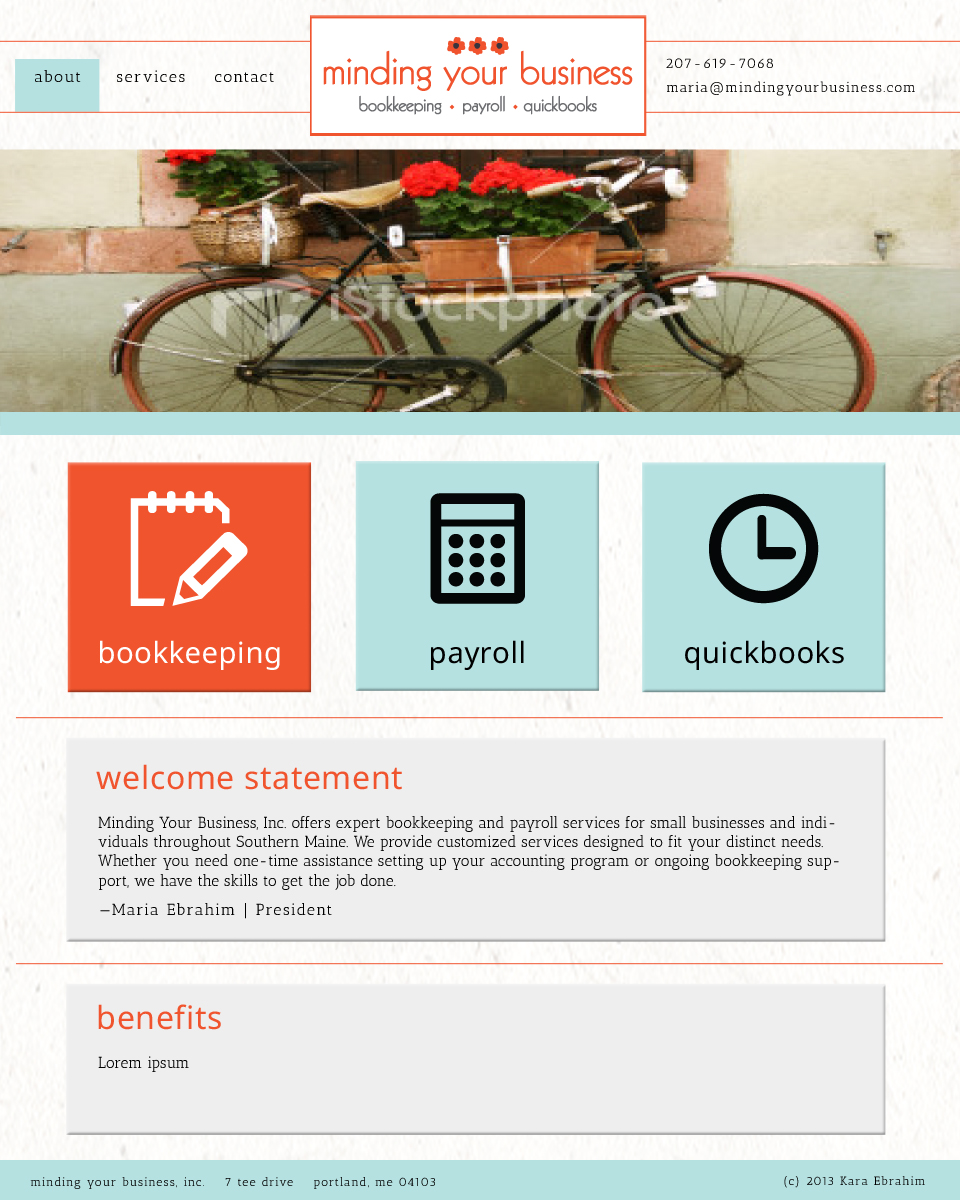 about services contact
minding your business
bookkeeping • payroll • quickbooks
207-619-7068
maria@mindingyourbusiness.com
iStockphoto
bookkeeping
payroll
quickbooks
welcome statement
Minding Your Business, Inc. offers expert bookkeeping and payroll services for small businesses and indi-
viduals throughout Southern Maine. We provide customized services designed to fit your distinct needs.
Whether you need one-time assistance setting up your accounting program or ongoing bookkeeping sup-
port, we have the skills to get the job done.
—Maria Ebrahim | President
benefits
Lorem ipsum
minding your business, inc. 7 tee drive portland, me 04103
(c) 2013 Kara Ebrahim